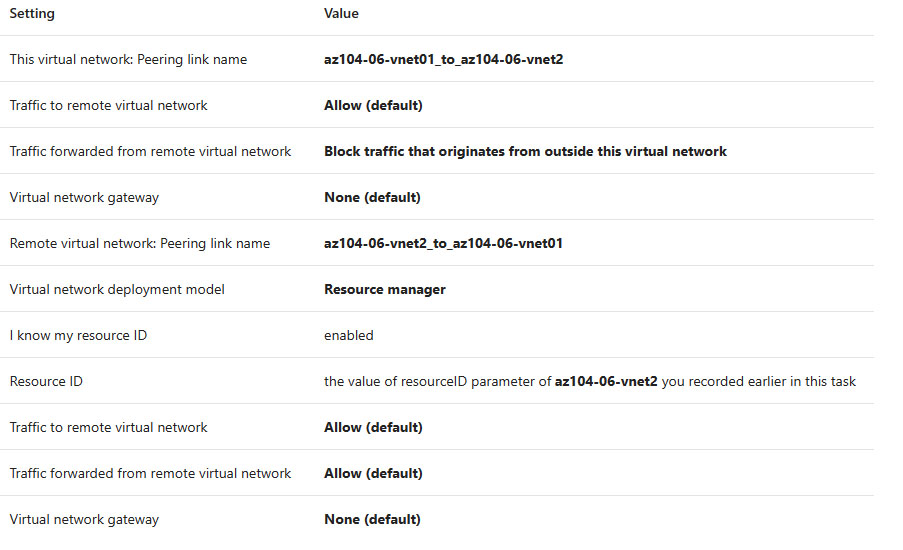 Setting Value
This virtual network: Peering link name az104-06-vnet01_to_az104-06-vnet2
Traffic to remote virtual network Allow (default)
Traffic forwarded from remote virtual network Block traffic that originates from outside this virtual network
Virtual network gateway None (default)
Remote virtual network: Peering link name az104-06-vnet2_to_az104-06-vnet01
Virtual network deployment model Resource manager
I know my resource ID enabled
Resource ID the value of resourceID parameter of az104-06-vnet2 you recorded earlier in this task
Traffic to remote virtual network Allow (default)
Traffic forwarded from remote virtual network Allow (default)
Virtual network gateway None (default)